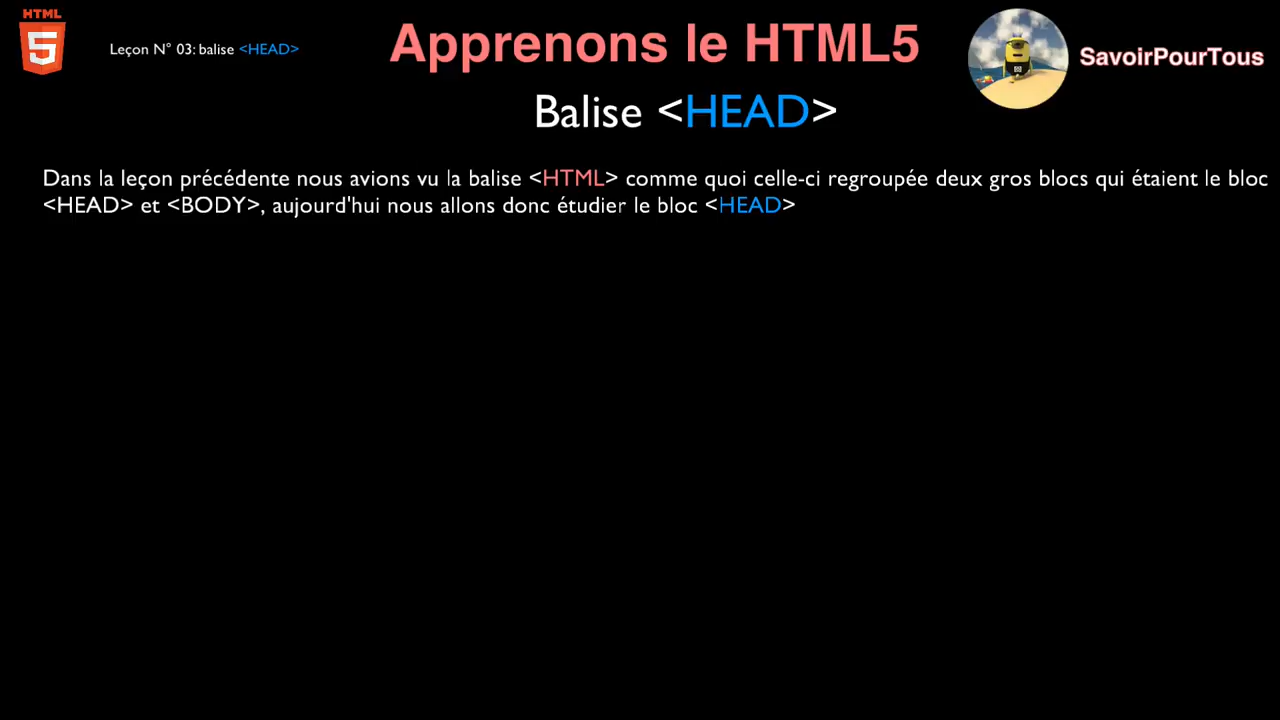 HTML
5
Leçon N° 03: balise <HEAD>
Apprenons le HTML5
SavoirPourTous
Balise <HEAD>
Dans la leçon précédente nous avions vu la balise <HTML> comme quoi celle-ci regroupée deux gros blocs qui étaient le bloc
<HEAD> et <BODY>, aujourd'hui nous allons donc étudier le bloc <HEAD>